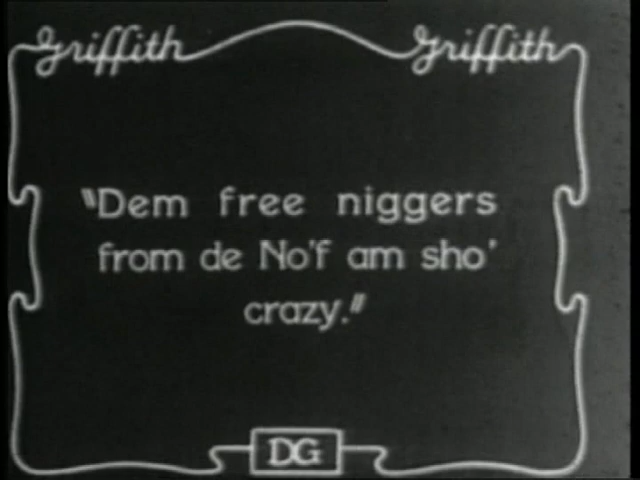 Griffith Griffith
"Dem free niggers
from de No'f am sho'
crazy."
DG